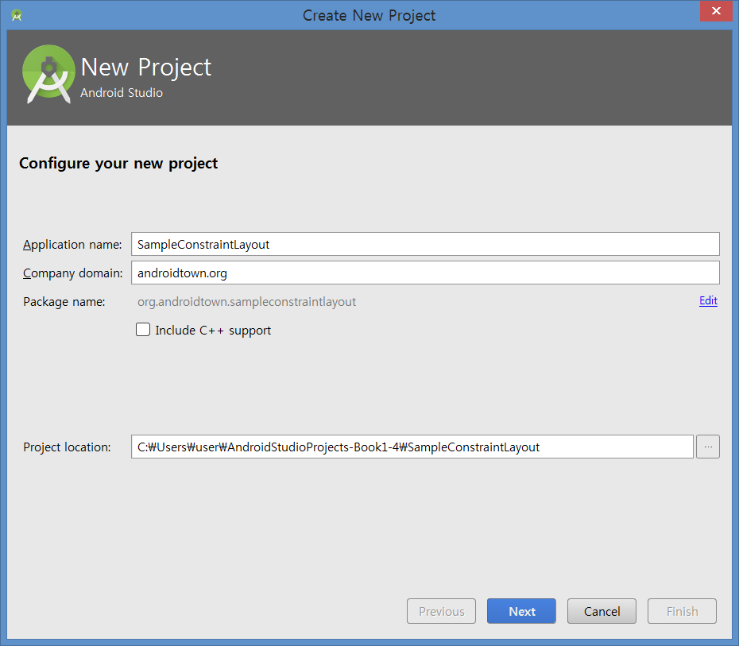 Create New Project
New Project
Android Studio
Configure your new project
Application name: SampleConstraintLayout
Company domain: androidtown.org
Package name: org.androidtown.sampleconstraintlayout Edit
Include C++ support
Project location: C:₩Users₩user₩AndroidStudioProjects-Book1-4₩SampleConstraintLayout ...
Previous Next Cancel Finish